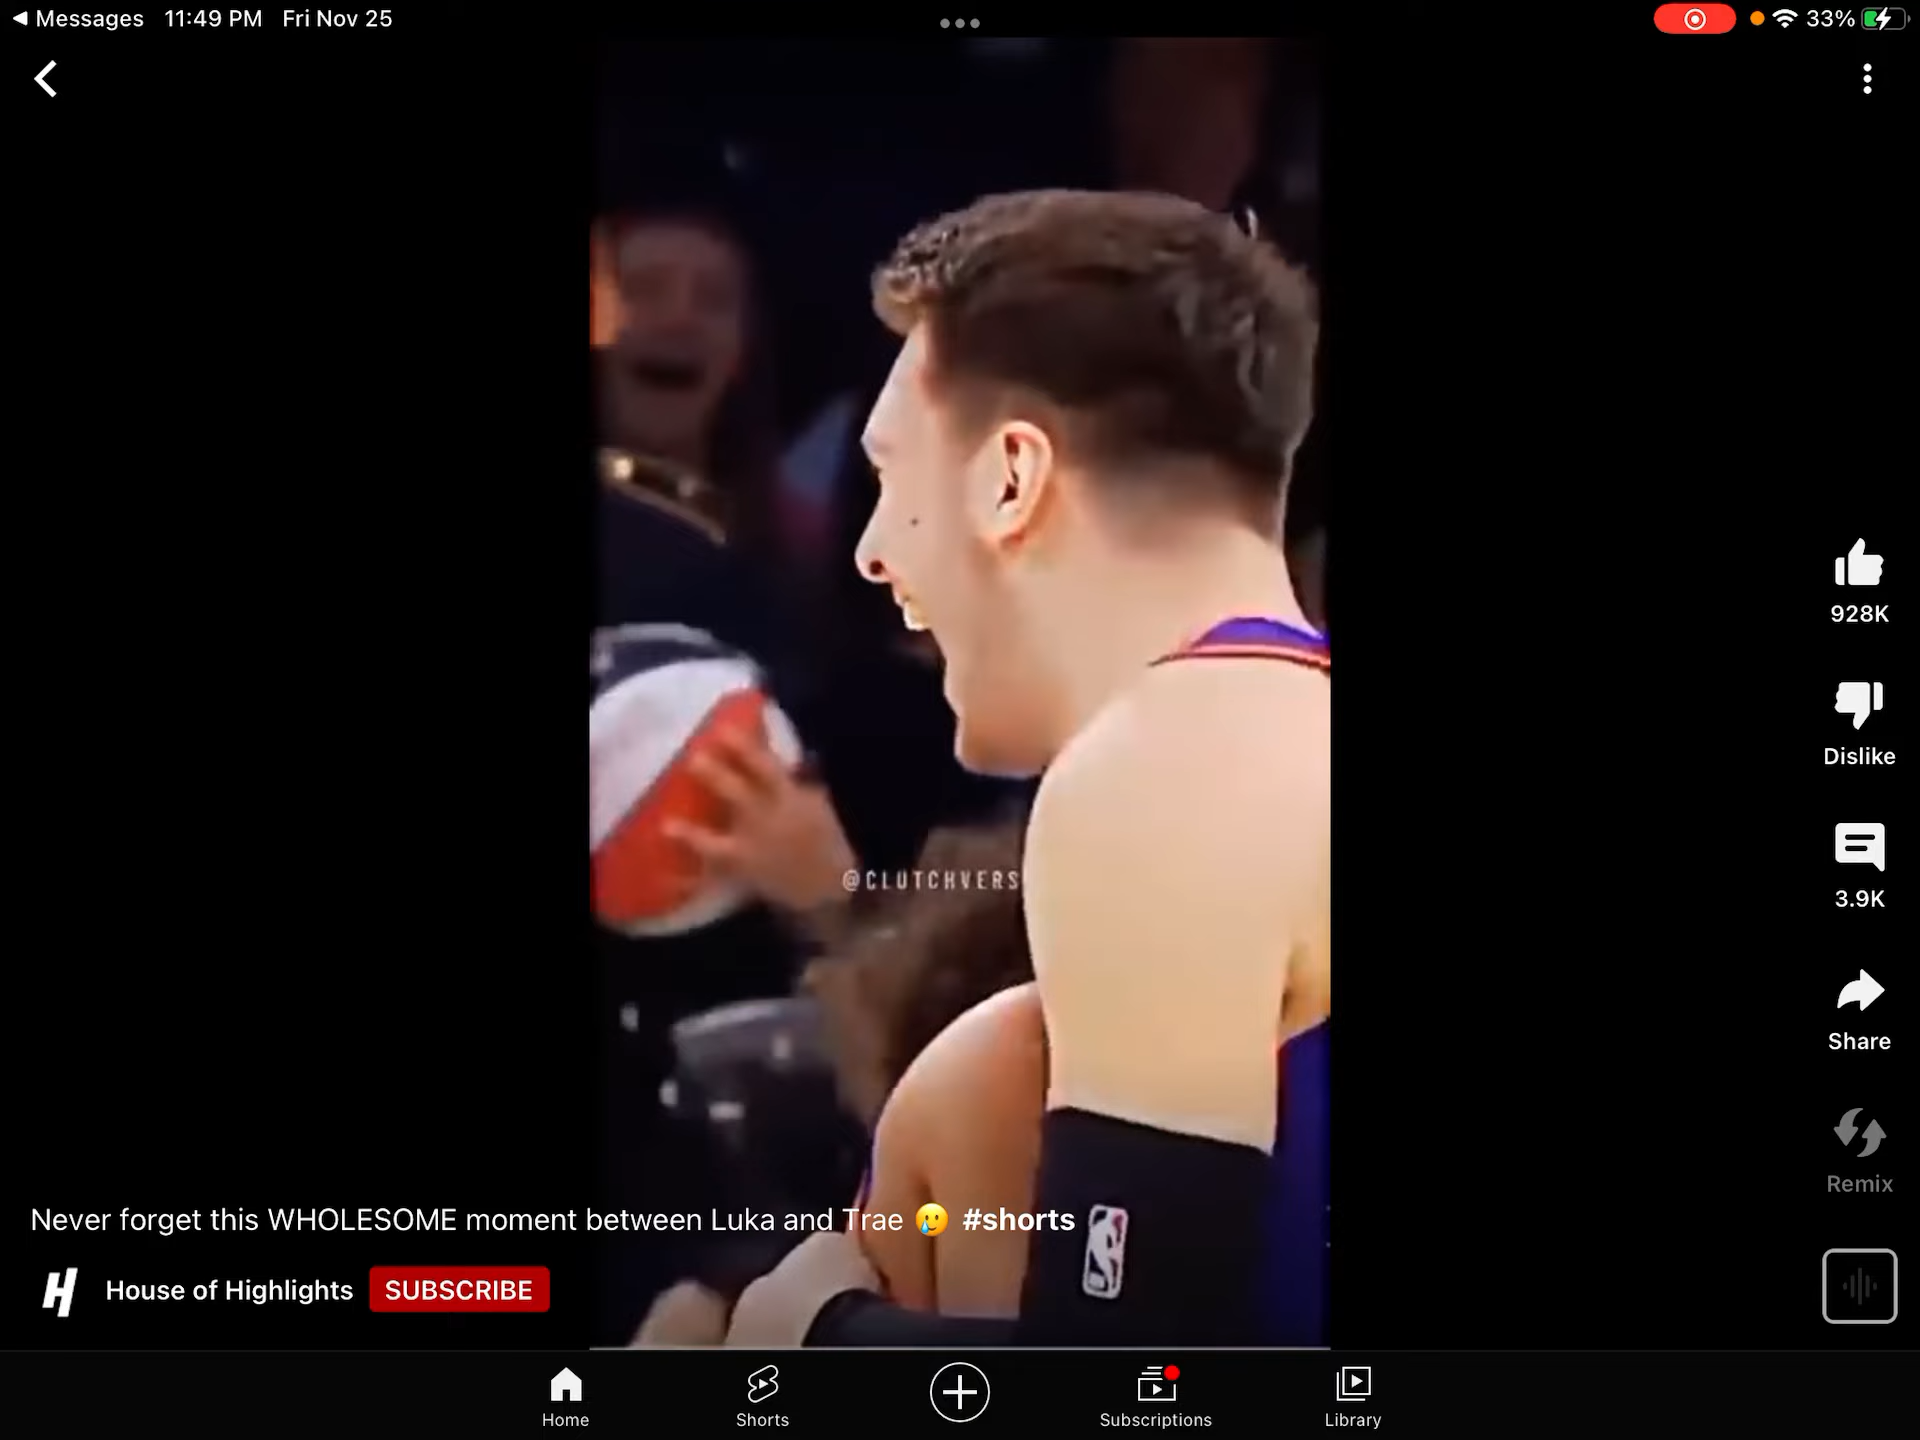 Messages 11:49 PM Fri Nov 25 33%
@CLUTCHVERS
928K
Dislike
3.9K
Share
Remix
Never forget this WHOLESOME moment between Luka and Trae 🥲 #shorts
House of Highlights SUBSCRIBE
Home Shorts Subscriptions Library